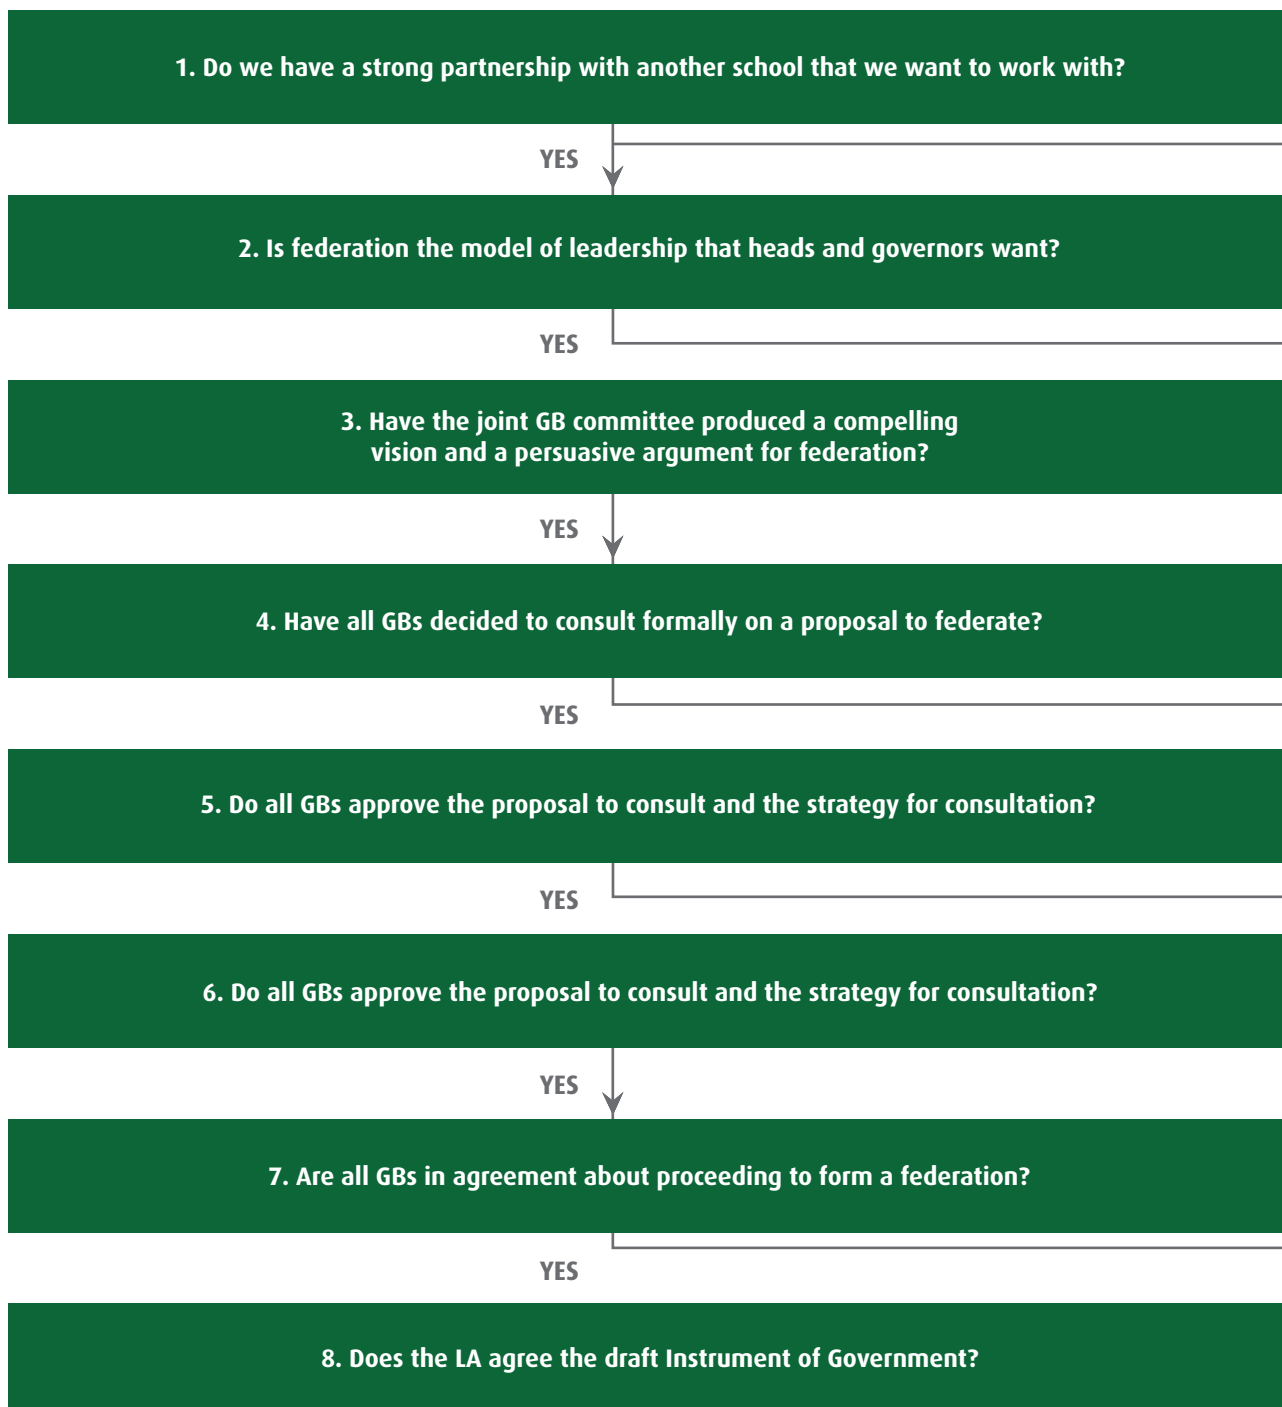 1. Do we have a strong partnership with another school that we want to work with?
YES
2. Is federation the model of leadership that heads and governors want?
YES
3. Have the joint GB committee produced a compelling
vision and a persuasive argument for federation?
YES
4. Have all GBs decided to consult formally on a proposal to federate?
YES
5. Do all GBs approve the proposal to consult and the strategy for consultation?
YES
6. Do all GBs approve the proposal to consult and the strategy for consultation?
YES
7. Are all GBs in agreement about proceeding to form a federation?
YES
8. Does the LA agree the draft Instrument of Government?